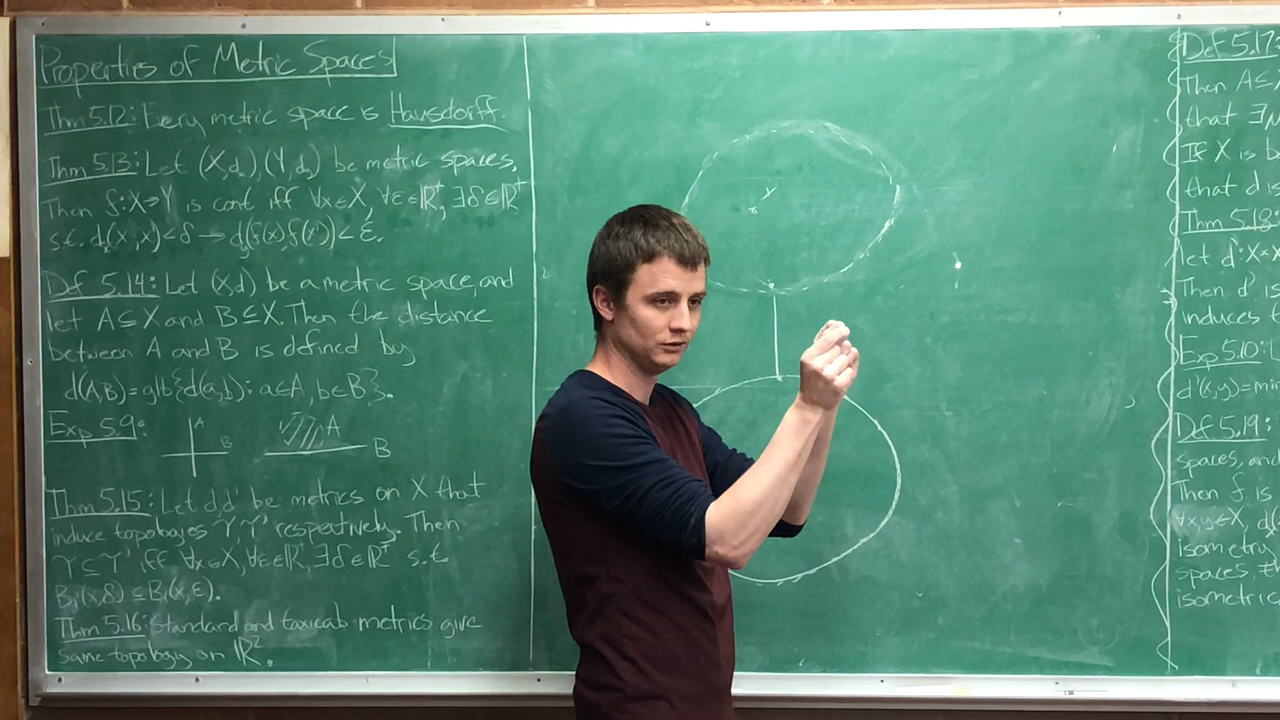 Properties of Metric Spaces
Thm 5.12: Every metric space is Hausdorff.
Thm 5.13: Let (X,dₓ), (Y,dᵧ) be metric spaces.
Then f:X→Y is cont iff ∀x∈X, ∀ε∈ℝ⁺, ∃δ∈ℝ⁺
s.t. dₓ(x,x')<δ → dᵧ(f(x),f(x'))<ε.
Def 5.14: Let (X,d) be a metric space, and
let A⊆X and B⊆X. Then the distance
between A and B is defined by
d(A,B)=glb{d(a,b): a∈A, b∈B}.
Exp 5.9:
A
B
A
B
Thm 5.15: Let d,d' be metrics on X that
induce topologies Υ,Υ' respectively. Then
Υ⊆Υ' iff ∀x∈X, ∀ε∈ℝ⁺, ∃δ∈ℝ⁺ s.t.
(x,δ)⊆B (x,ε).
Thm 5.16: Standard and taxicab metrics give
same topology on ℝ².
x
Def 5.17:
Then A⊆
that ∃
If X is b
that d is
Thm 5.18:
let d':X×X
Then d' is
induces t
Exp 5.10:
d'(x,y)=min
Def 5.19:
spaces, and
Then f is
∀x,y∈X, d(
isometry
spaces, th
isometric